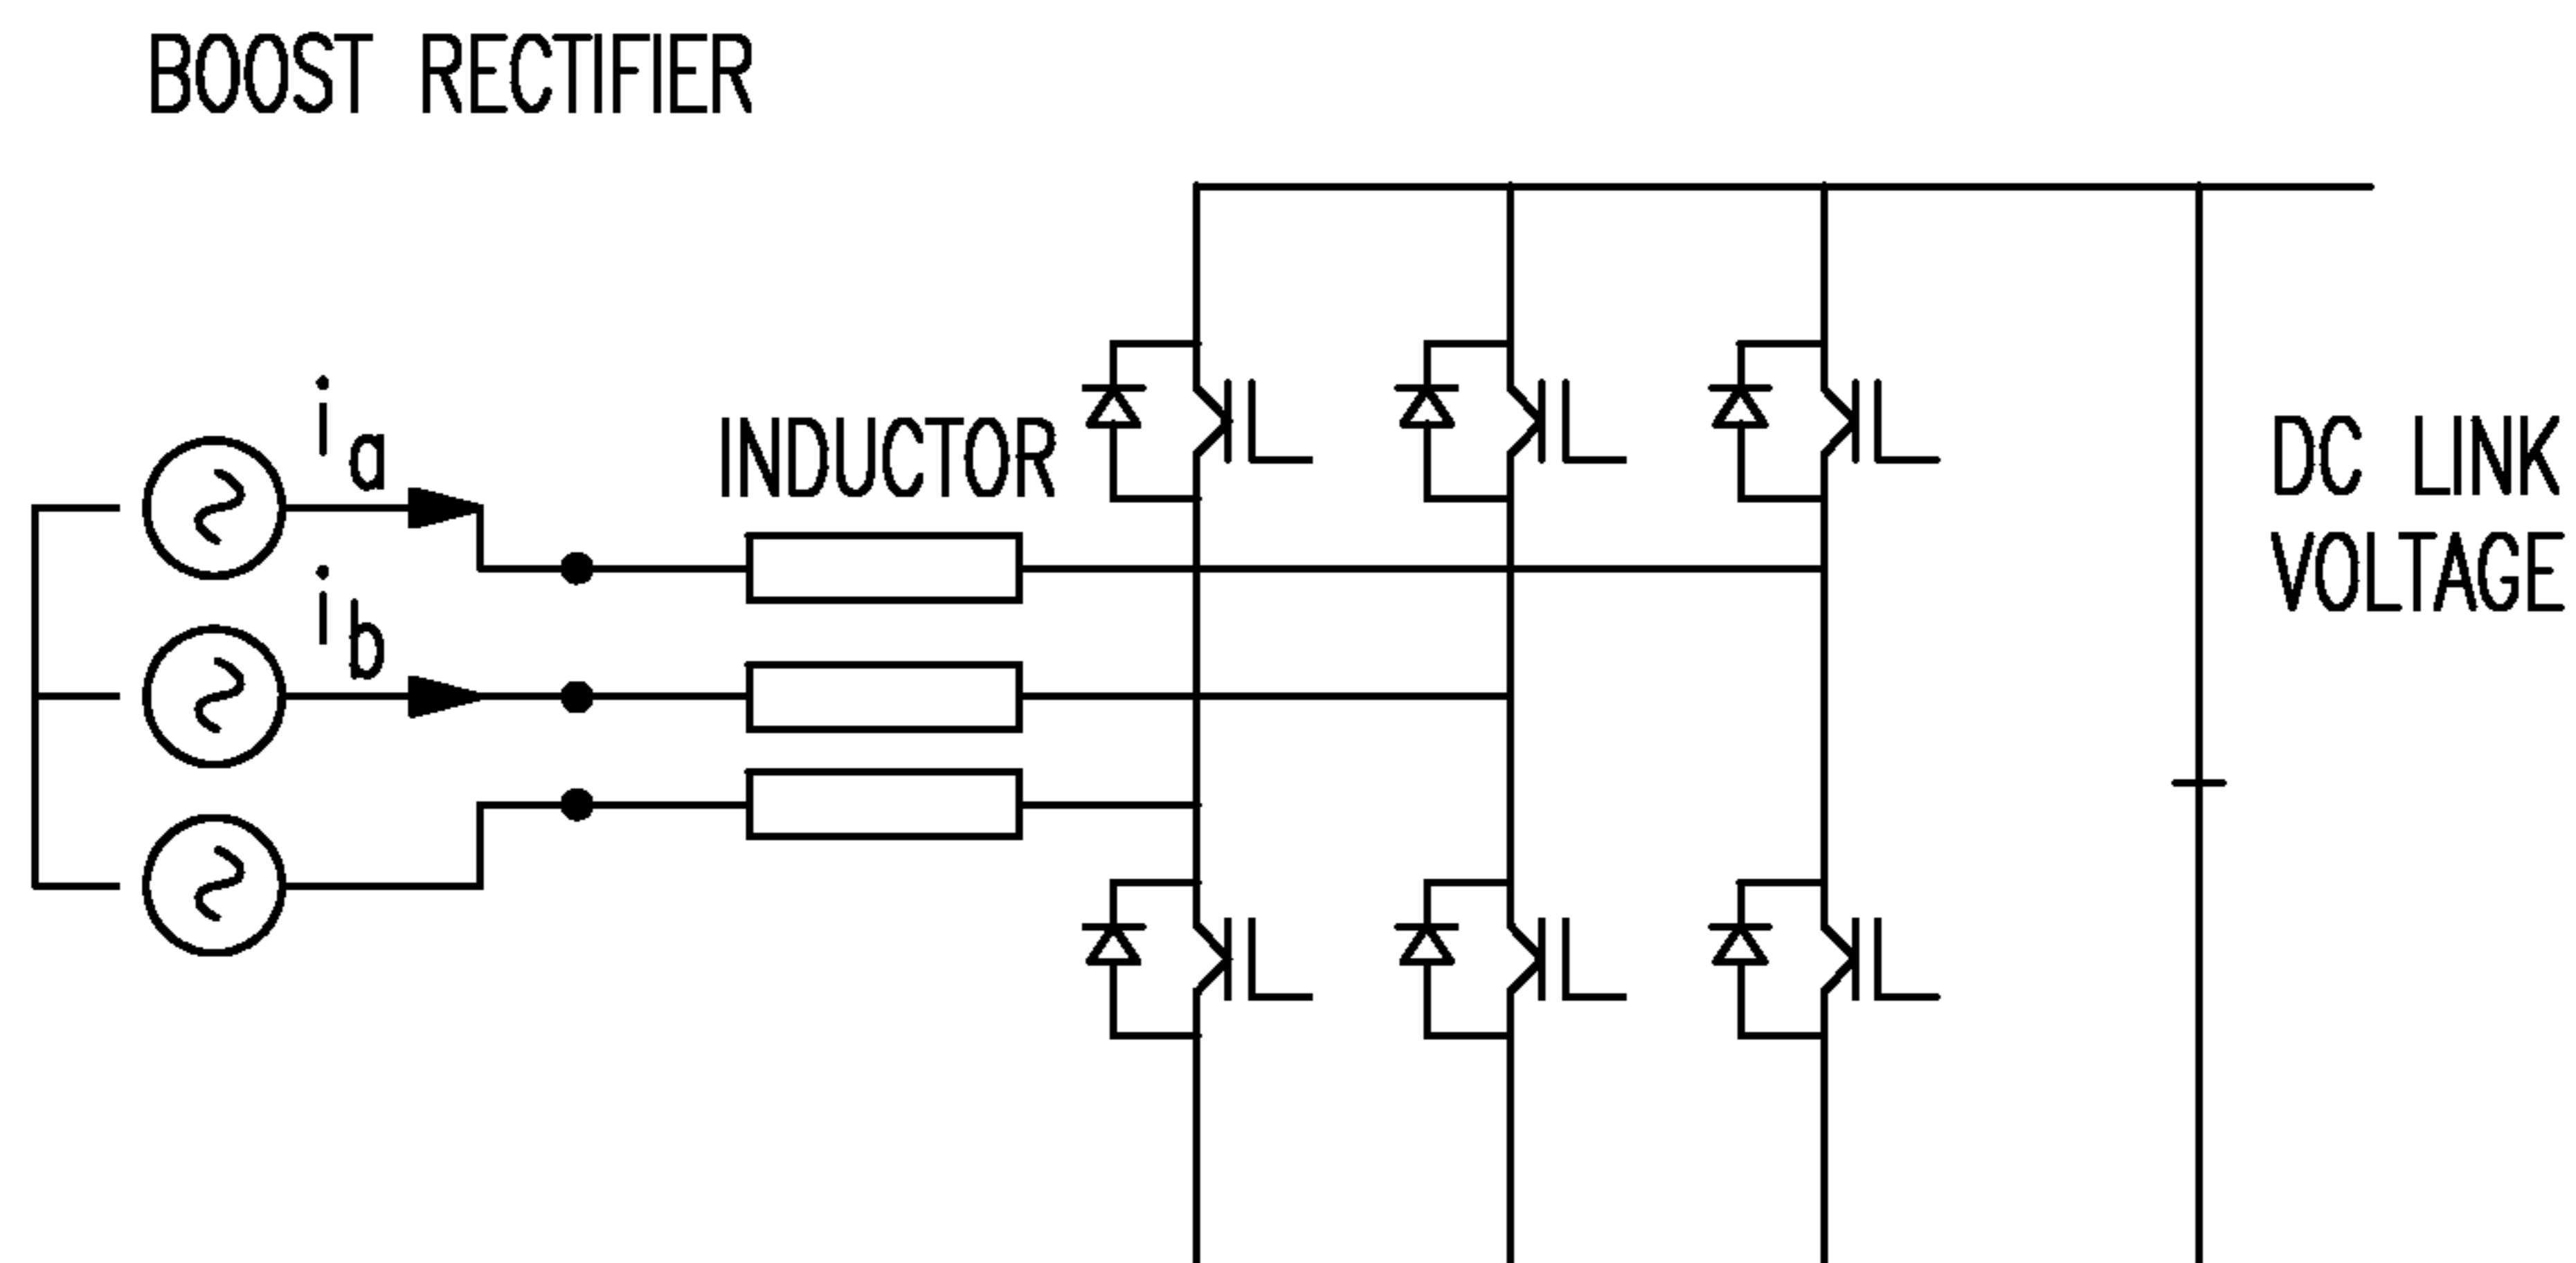 BOOST RECTIFIER
i a
INDUCTOR
DC LINK
VOLTAGE
i b